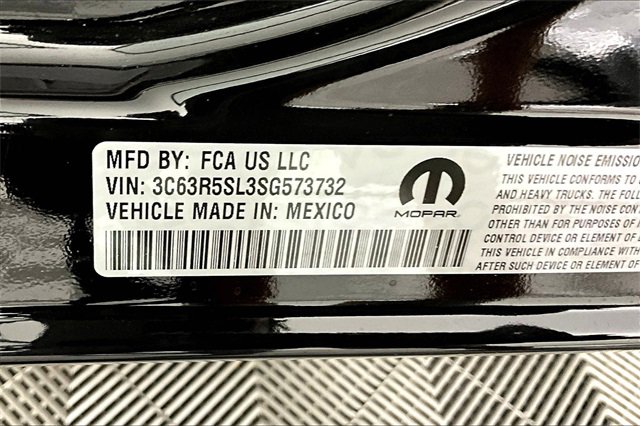 MFD BY: FCA US LLC
VIN: 3C63R5SL3SG573732
VEHICLE MADE IN: MEXICO
MOPAR
VEHICLE NOISE EMISSIO
THIS VEHICLE CONFORMS TO
AND HEAVY TRUCKS. THE FOLLOW
PROHIBITED BY THE NOISE CONT
OTHER THAN FOR PURPOSES OF
CONTROL DEVICE OR ELEMENT OF
THIS VEHICLE IN COMPLIANCE WITH
AFTER SUCH DEVICE OR ELEMENT OF